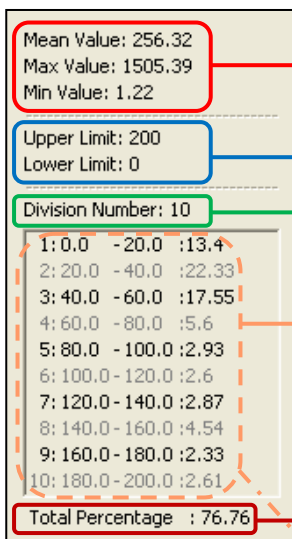 Mean Value: 256.32
Max Value: 1505.39
Min Value: 1.22
Upper Limit: 200
Lower Limit: 0
Division Number: 10
1: 0.0 - 20.0 :13.4
2: 20.0 - 40.0 :22.33
3: 40.0 - 60.0 :17.55
4: 60.0 - 80.0 :5.6
5: 80.0 - 100.0 :2.93
6: 100.0 - 120.0 :2.6
7: 120.0 - 140.0 :2.87
8: 140.0 - 160.0 :4.54
9: 160.0 - 180.0 :2.33
10: 180.0 - 200.0 :2.61
Total Percentage : 76.76